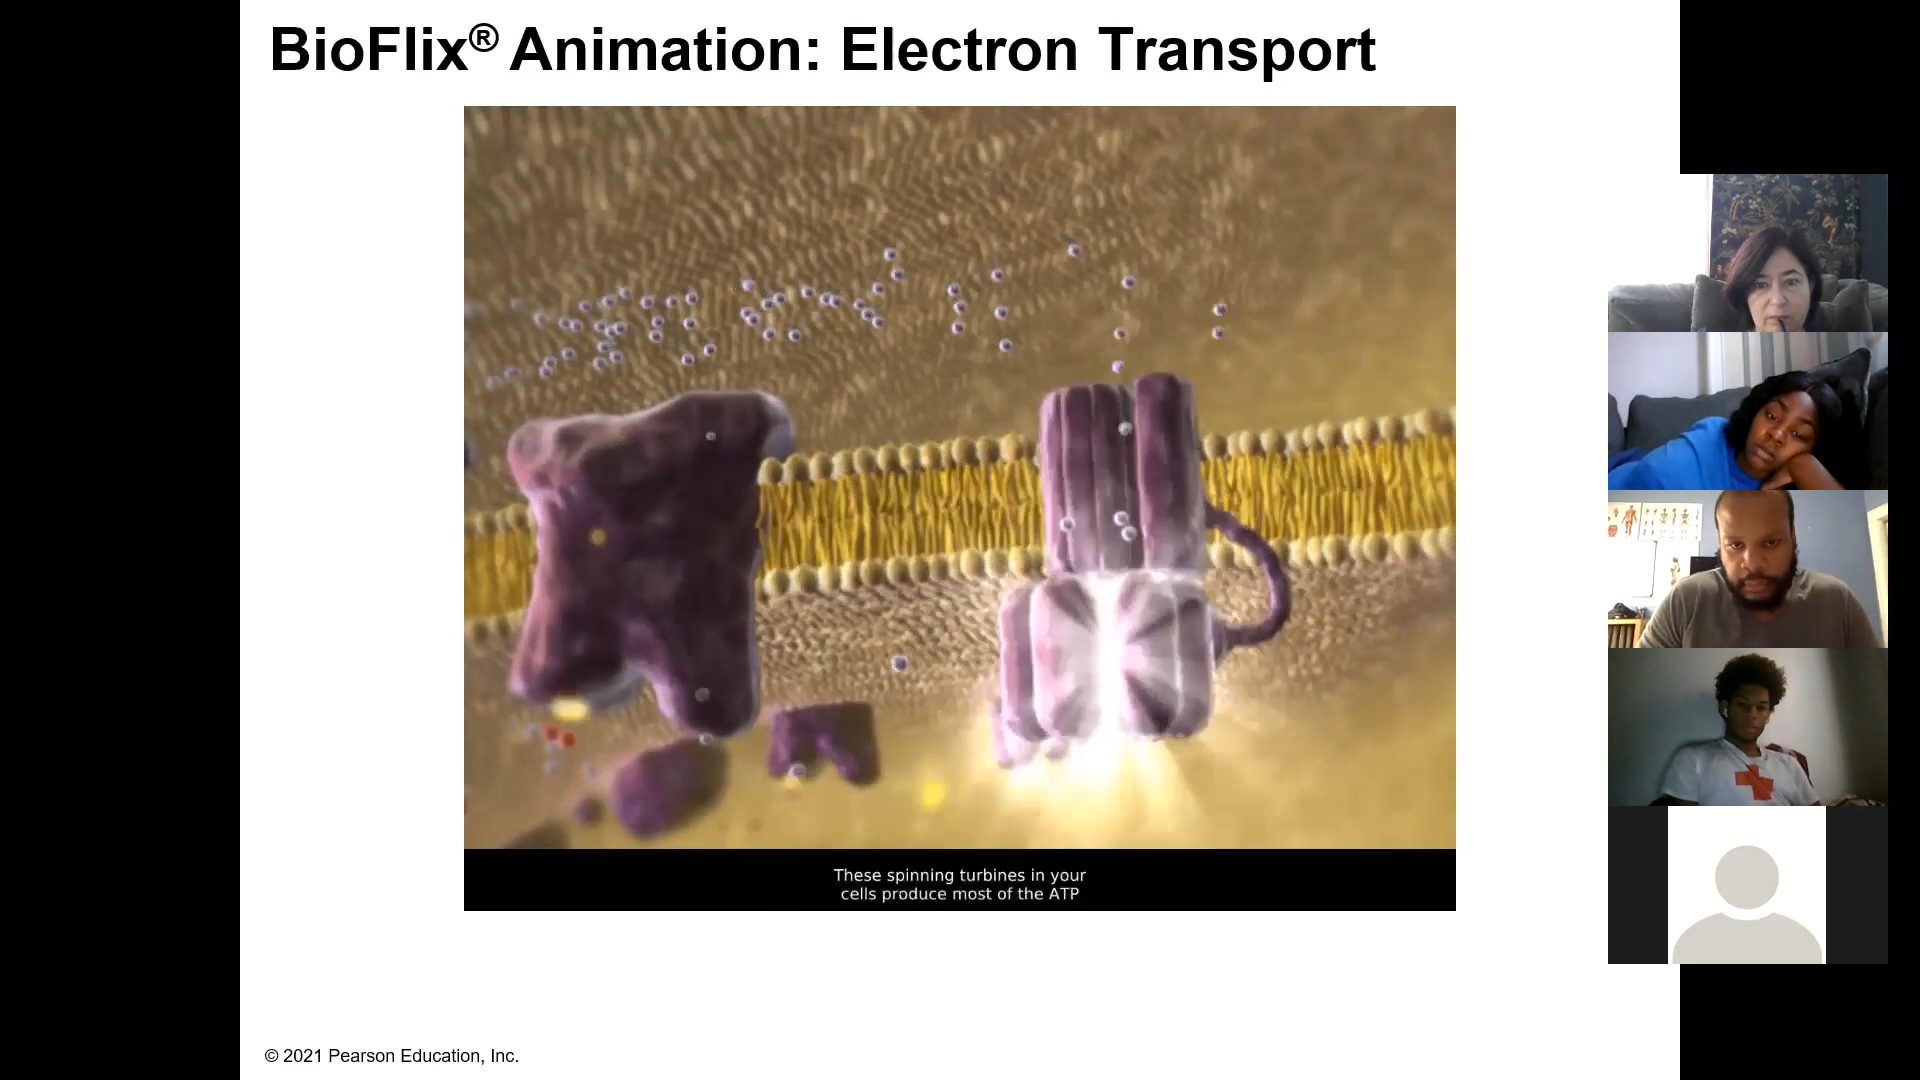 BioFlix® Animation: Electron Transport
These spinning turbines in your
cells produce most of the ATP
© 2021 Pearson Education, Inc.